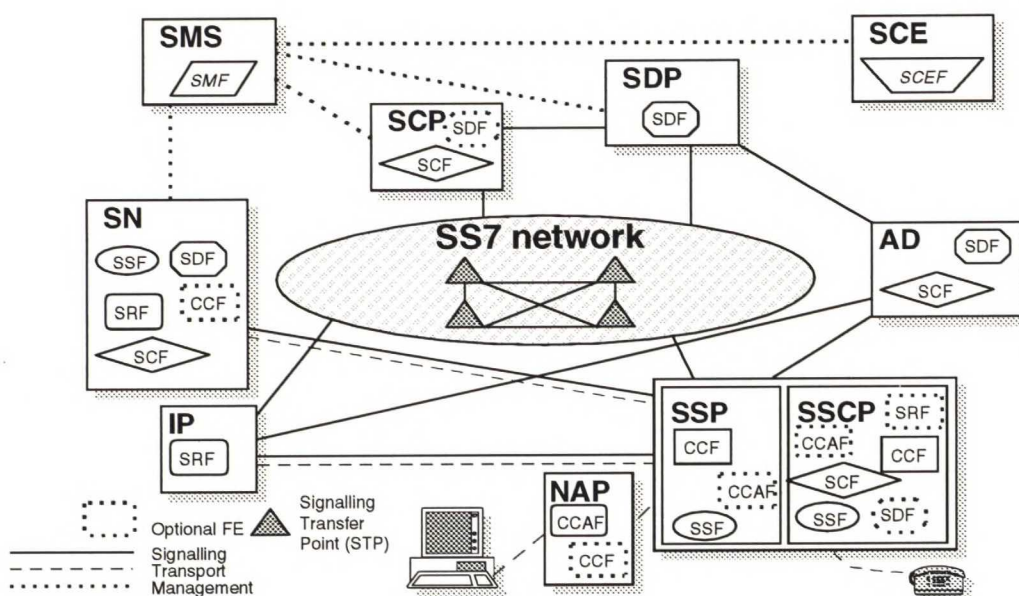 SMS
SMF
SCE
SCEF
SDP
SDF
SCP
SDF
SCF
SN
SSF
SDF
SRF
CCF
SCF
SS7 network
AD
SDF
SCF
IP
SRF
SSP
CCF
CCAF
SSF
SSCP
SRF
CCAF
CCF
SCF
SSF
SDF
NAP
CCAF
CCF
Optional FE
Signalling
Transfer
Point (STP)
Signalling
Transport
Management